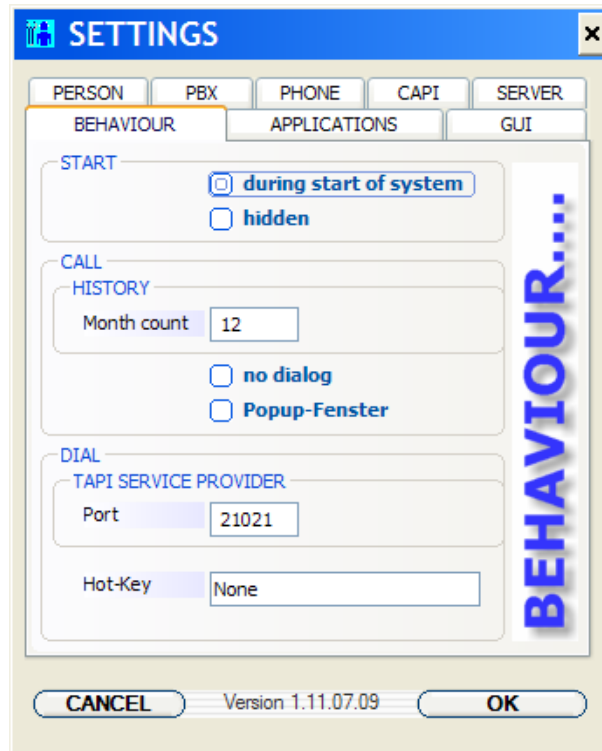 SETTINGS
PERSON PBX PHONE CAPI SERVER
BEHAVIOUR APPLICATIONS GUI
START
during start of system
hidden
CALL
HISTORY
Month count 12
no dialog
Popup-Fenster
DIAL
TAPI SERVICE PROVIDER
Port 21021
Hot-Key None
BEHAVIOUR....
CANCEL Version 1.11.07.09 OK